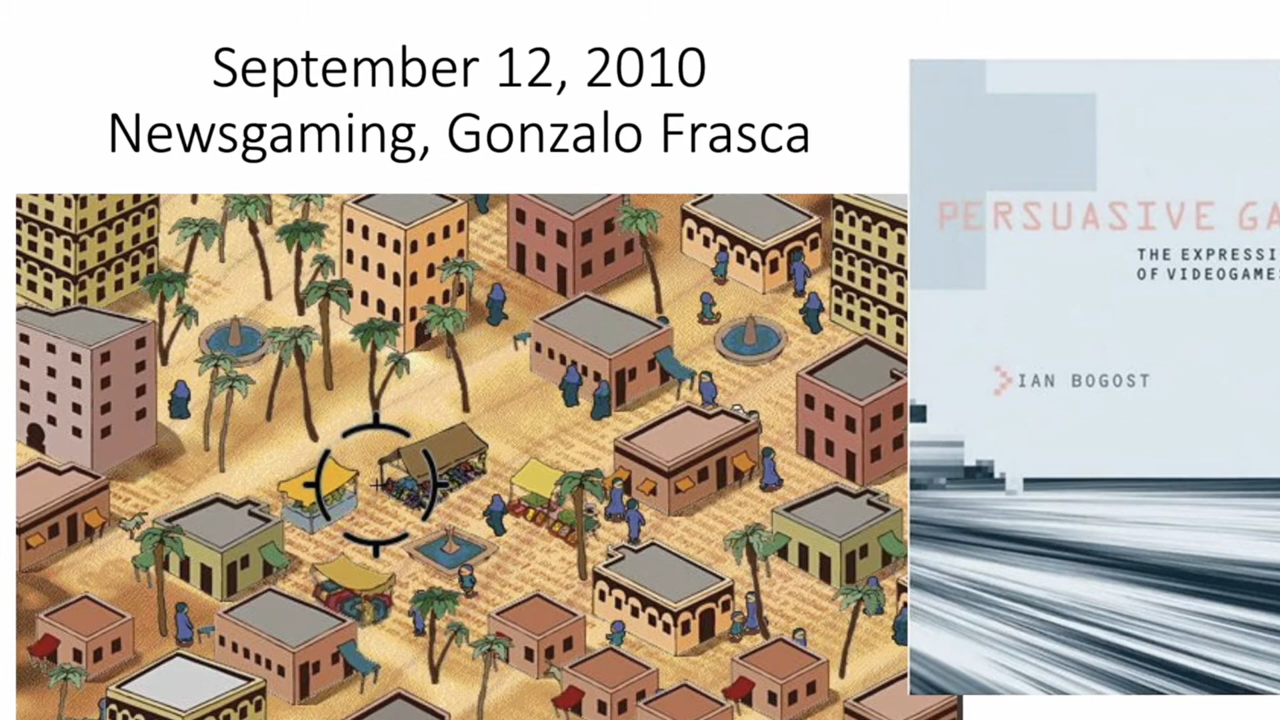 September 12, 2010
Newsgaming, Gonzalo Frasca
PERSUASIVE GA
THE EXPRESSI
OF VIDEOGAMES
IAN BOGOST